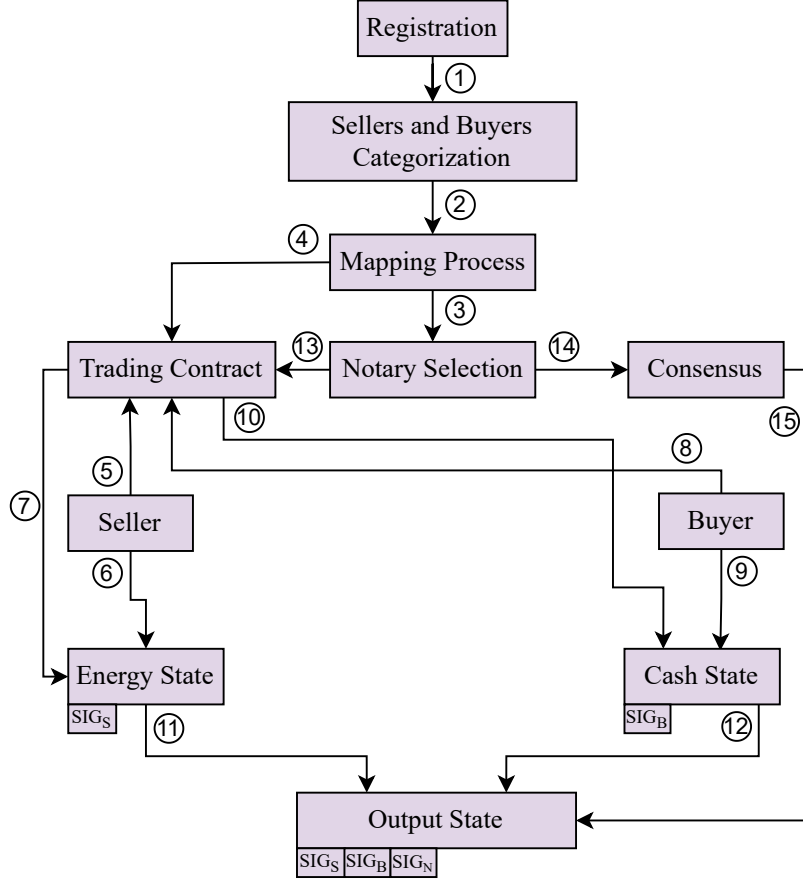 Registration
1
Sellers and Buyers
Categorization
2
4
Mapping Process
3
Trading Contract
13
Notary Selection
14
Consensus
10
15
8
5
7
Seller
Buyer
6
9
Energy State
Cash State
SIGS
SIGB
11
12
Output State
SIGS SIGB SIGN